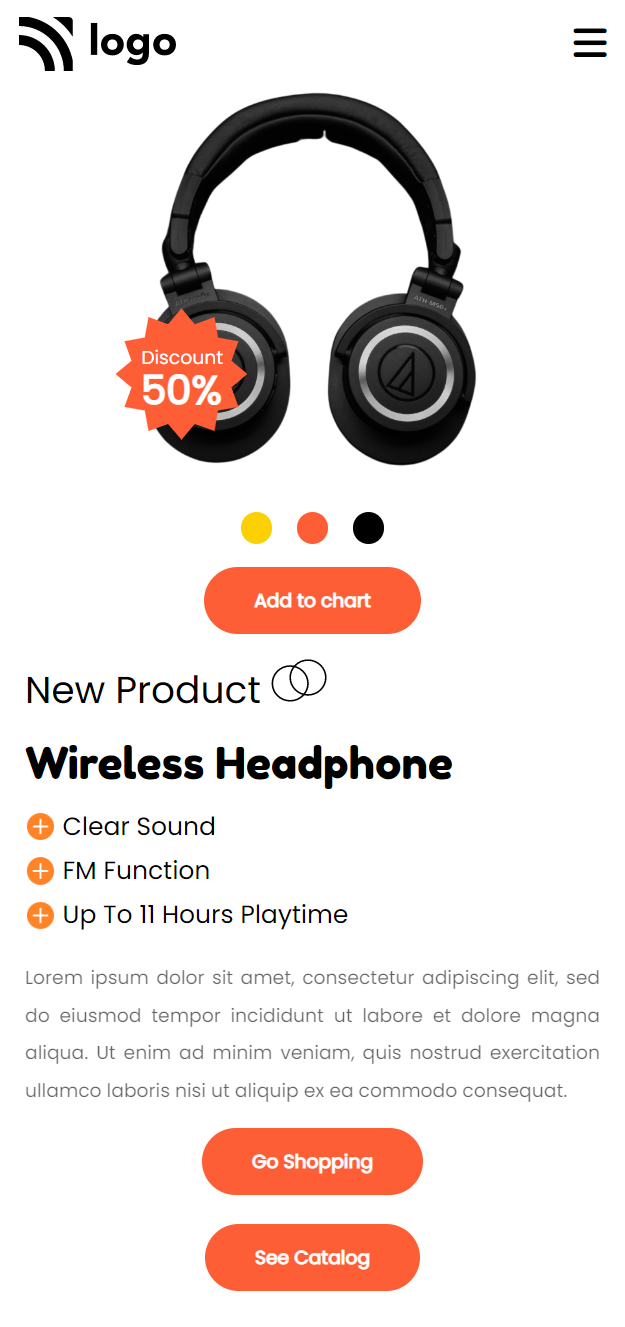 logo
ATH-M50x
Discount
50%
Add to chart
New Product
Wireless Headphone
Clear Sound
FM Function
Up To 11 Hours Playtime
Lorem ipsum dolor sit amet, consectetur adipiscing elit, sed
do eiusmod tempor incididunt ut labore et dolore magna
aliqua. Ut enim ad minim veniam, quis nostrud exercitation
ullamco laboris nisi ut aliquip ex ea commodo consequat.
Go Shopping
See Catalog